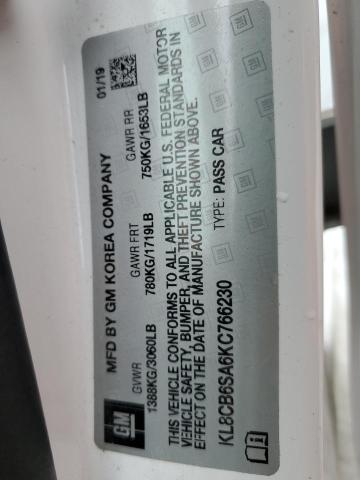 GM
MFD BY GM KOREA COMPANY 01/19
GVWR GAWR FRT GAWR RR
1388KG/3060LB 780KG/1719LB 750KG/1653LB
THIS VEHICLE CONFORMS TO ALL APPLICABLE U.S. FEDERAL MOTOR
VEHICLE SAFETY, BUMPER, AND THEFT PREVENTION STANDARDS IN
EFFECT ON THE DATE OF MANUFACTURE SHOWN ABOVE.
KL8CB6SA6KC766230 TYPE: PASS CAR